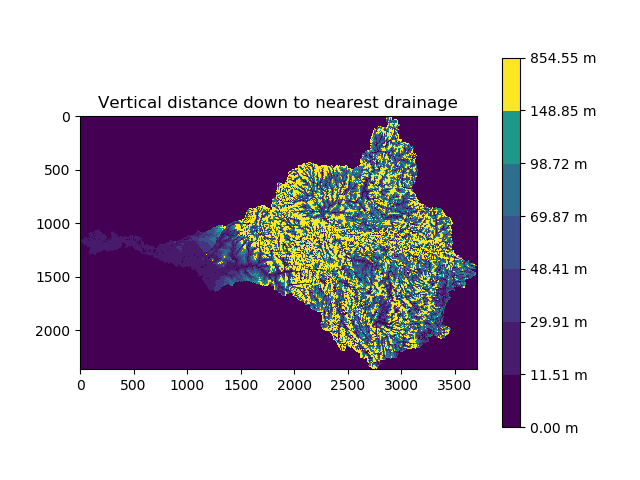 Vertical distance down to nearest drainage
0
500
1000
1500
2000
0 500 1000 1500 2000 2500 3000 3500
854.55 m
148.85 m
98.72 m
69.87 m
48.41 m
29.91 m
11.51 m
0.00 m